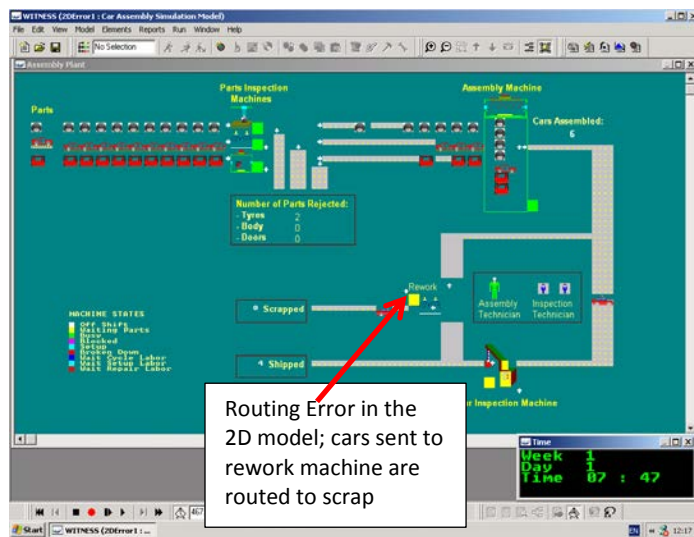 WITNESS (2DError1 : Car Assembly Simulation Model)
File Edit View Model Elements Reports Run Window Help
No Selection
Assembly Plant
Parts Inspection
Machines
Assembly Machine
Parts
Cars Assembled:
6
Number of Parts Rejected:
- Tyres 2
- Body 0
- Doors 0
Rework
Scrapped
Assembly
Technician
Inspection
Technician
MACHINE STATES
Off Shift
Waiting Parts
Busy
Blocked
Setup
Broken Down
Wait Cycle Labor
Wait Setup Labor
Wait Repair Labor
4 Shipped
Inspection Machine
Routing Error in the
2D model; cars sent to
rework machine are
routed to scrap
Time
Week 1
Day 1
Time 07 : 47
467
Start WITNESS (2DError1 :...
EN 12:17